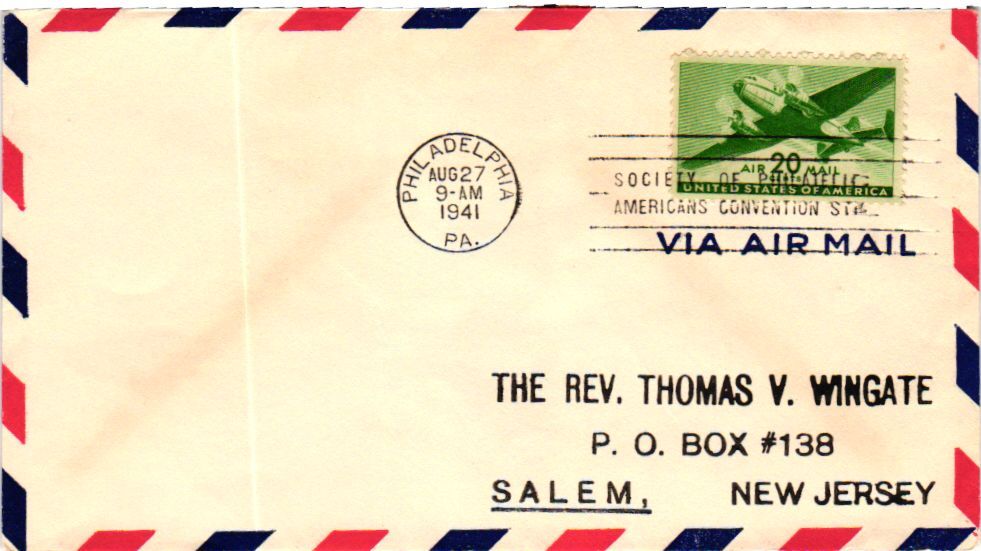 PHILADELPHIA
AUG 27
9-AM
1941
PA.
AIR 20 MAIL
CENTS
UNITED STATES OF AMERICA
SOCIETY OF PHILATELIC
AMERICANS CONVENTION STA.
VIA AIR MAIL
THE REV. THOMAS V. WINGATE
P. O. BOX #138
SALEM, NEW JERSEY